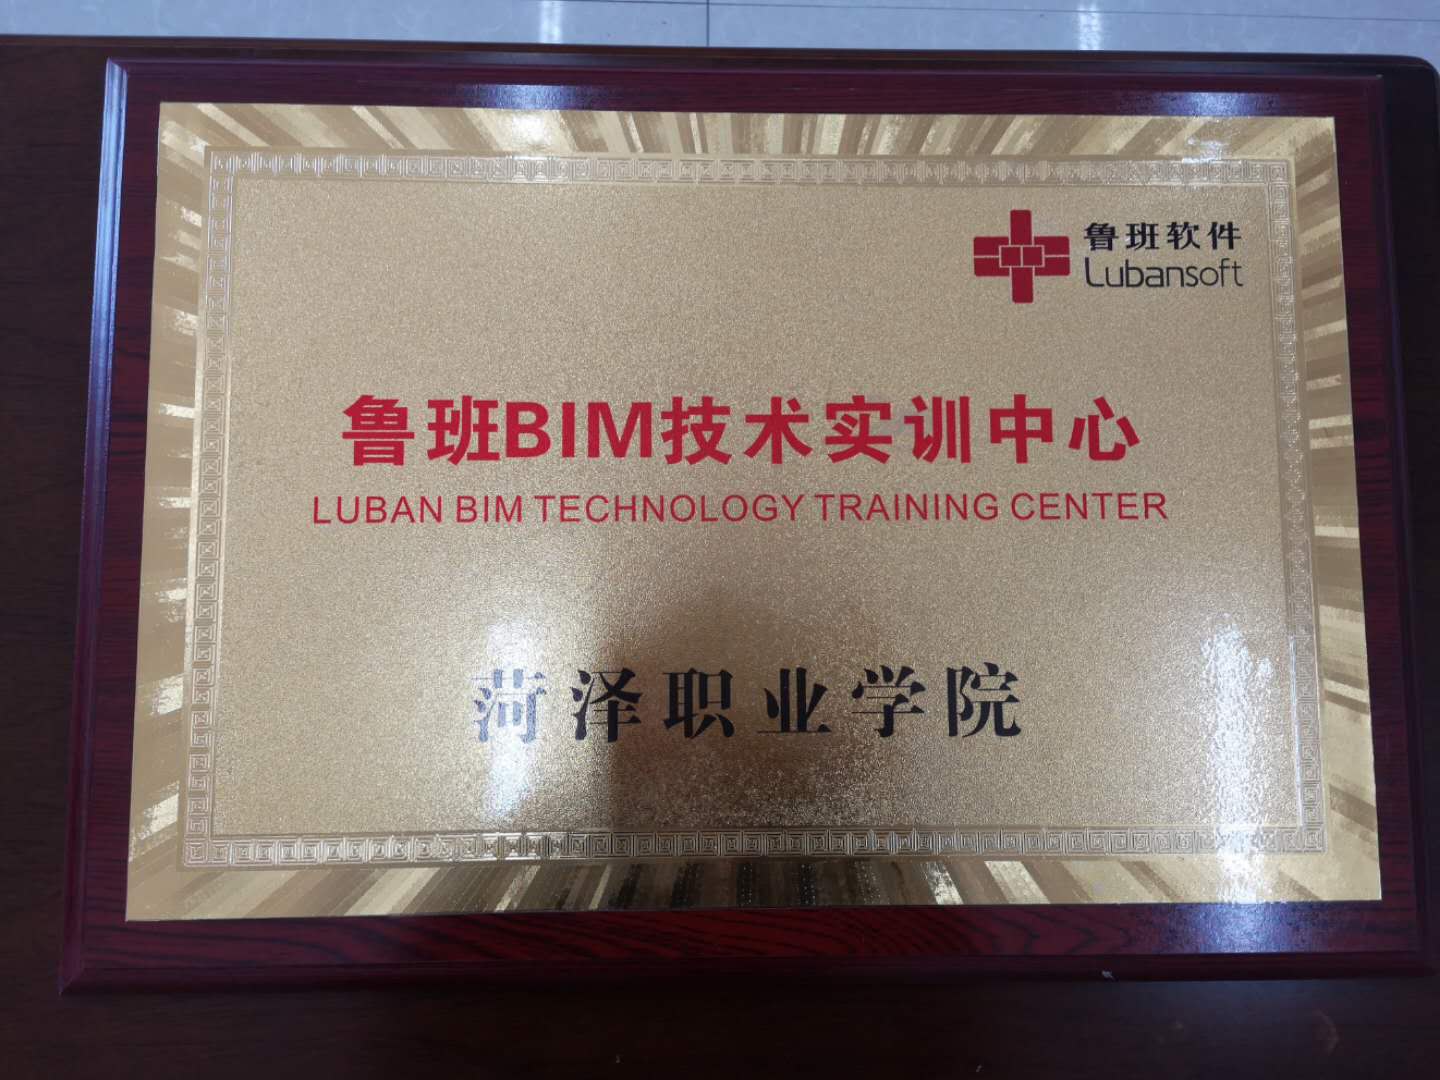 鲁班软件
Lubansoft
鲁班BIM技术实训中心
LUBAN BIM TECHNOLOGY TRAINING CENTER
菏泽职业学院